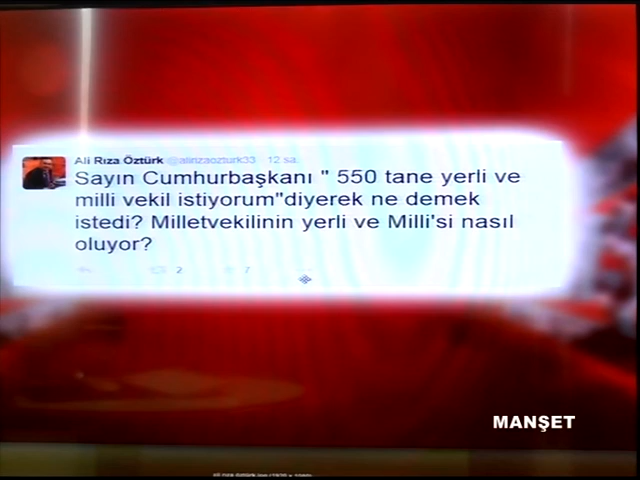 Ali Rıza Öztürk @alirizaozturk33 12 sa
Sayın Cumhurbaşkanı " 550 tane yerli ve
milli vekil istiyorum"diyerek ne demek
istedi? Milletvekilinin yerli ve Milli'si nasıl
oluyor?
2 7
MANŞET